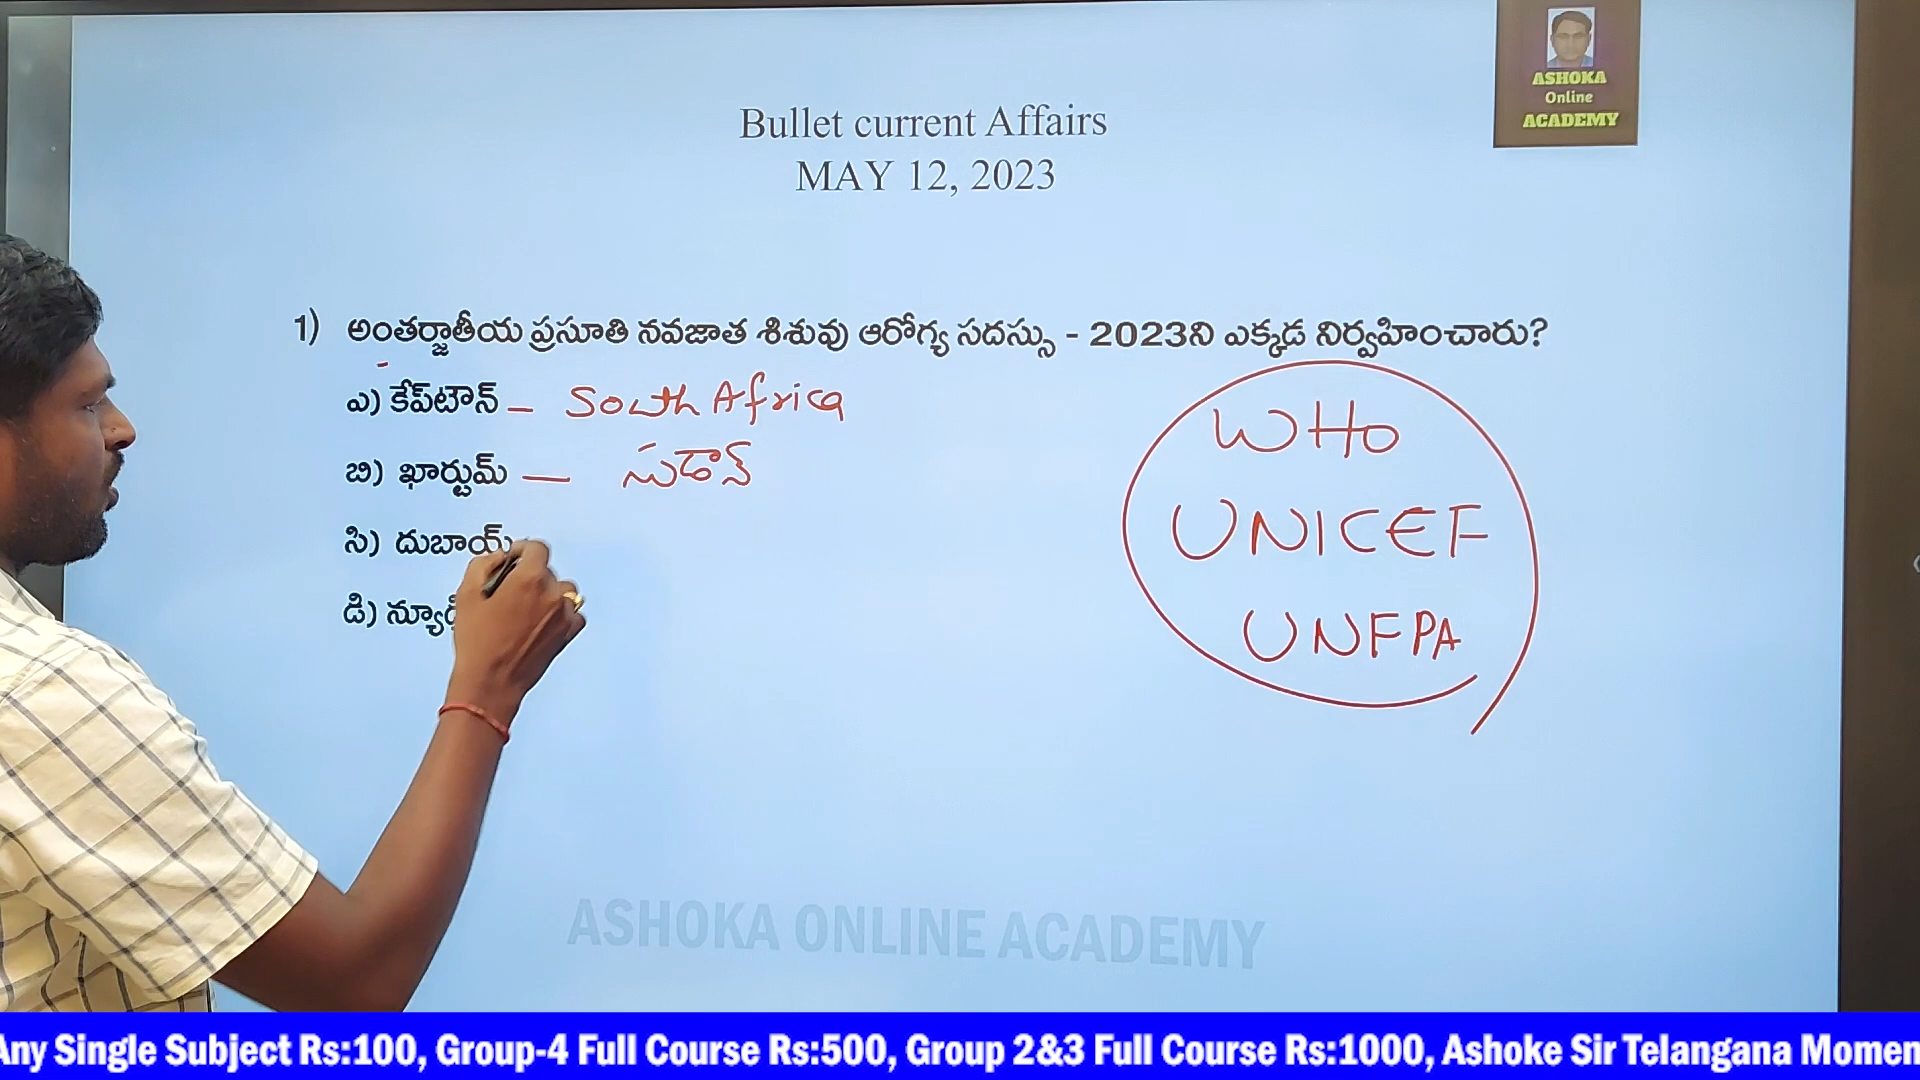 ASHOKA
Online
ACADEMY
Bullet current Affairs
MAY 12, 2023
1) అంతర్జాతీయ ప్రసూతి నవజాత శిశువు ఆరోగ్య సదస్సు - 2023ని ఎక్కడ నిర్వహించారు?
ఎ) కేప్‌టౌన్ – South Africa
బి) ఖార్టుమ్ — సుడాన్
సి) దుబాయ్
డి)
WHO
UNICEF
UNFPA
ASHOKA ONLINE ACADEMY
Any Single Subject Rs:100, Group-4 Full Course Rs:500, Group 2&3 Full Course Rs:1000, Ashoke Sir Telangana